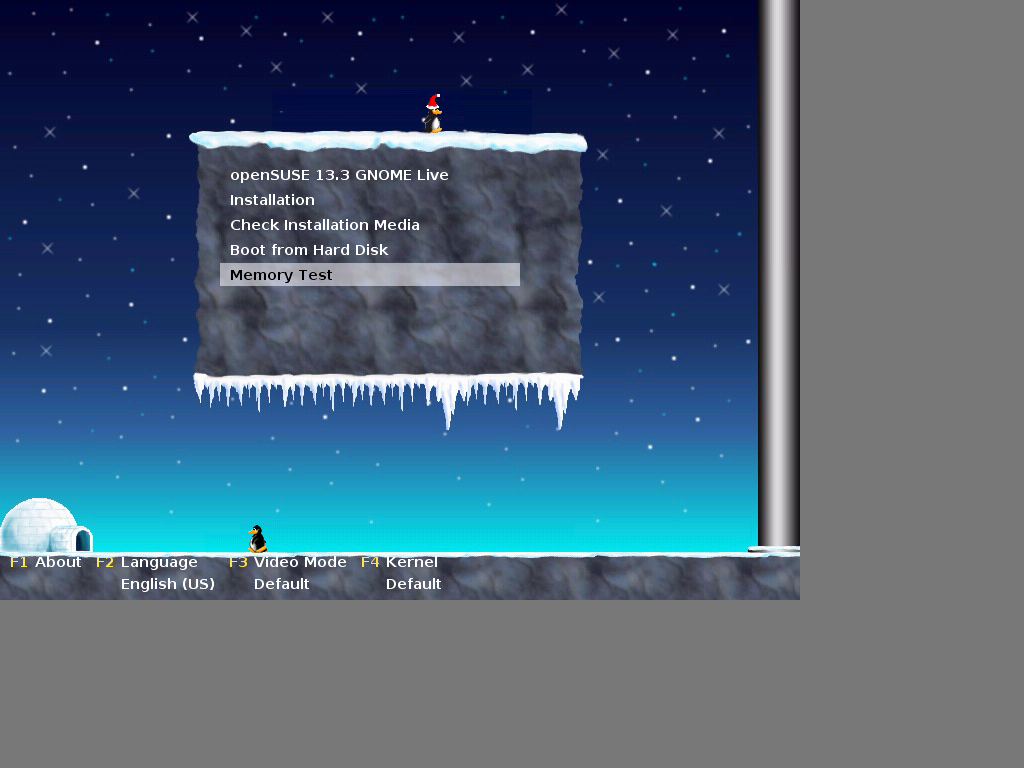 openSUSE 13.3 GNOME Live
Installation
Check Installation Media
Boot from Hard Disk
Memory Test
F1 About F2 Language F3 Video Mode F4 Kernel
English (US) Default Default